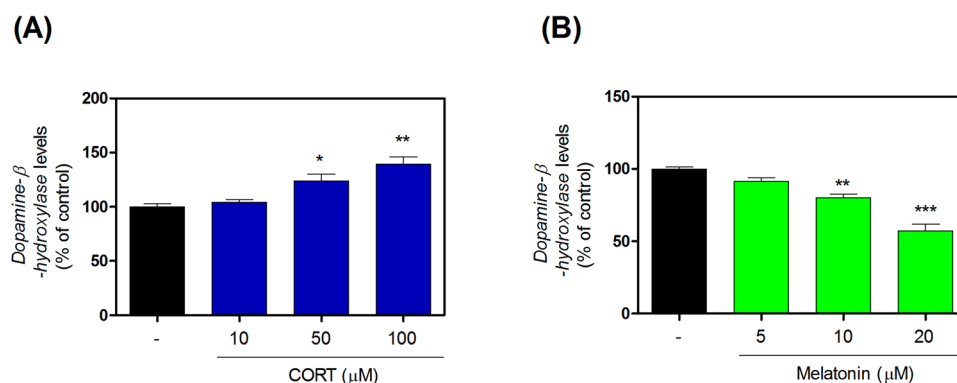 (A)
Dopamine-β
-hydroxylase levels
(% of control)
200
150
100
50
0
*
**
- 10 50 100
CORT (μM)
(B)
Dopamine-β
-hydroxylase levels
(% of control)
150
100
50
0
**
***
- 5 10 20
Melatonin (μM)